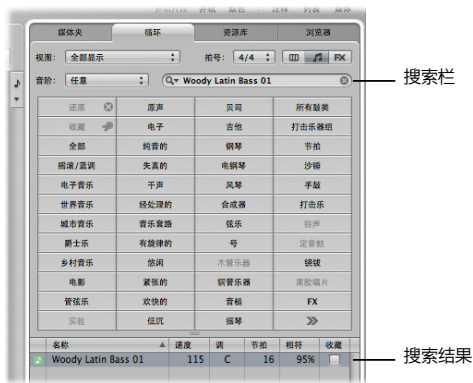 媒体夹 循环 资源库 浏览器
视图: 全部显示 拍号: 4/4 FX
音阶: 任意 Woody Latin Bass 01 搜索栏
还原 原声 贝司 所有鼓类
收藏 电子 吉他 打击乐器组
全部 纯音的 钢琴 节拍
摇滚/蓝调 失真的 电钢琴 沙锤
电子音乐 干声 风琴 手鼓
世界音乐 经处理的 合成器 打击乐
城市音乐 音乐套路 弦乐 铃声
爵士乐 有旋律的 号 定音鼓
乡村音乐 悠闲 木管乐器 铙钹
电影 紧张的 铜管乐器 黑胶唱片
管弦乐 欢快的 音槌 FX
实验 低沉 拨琴
名称 速度 调 节拍 相符 收藏
Woody Latin Bass 01 115 C 16 95% 搜索结果